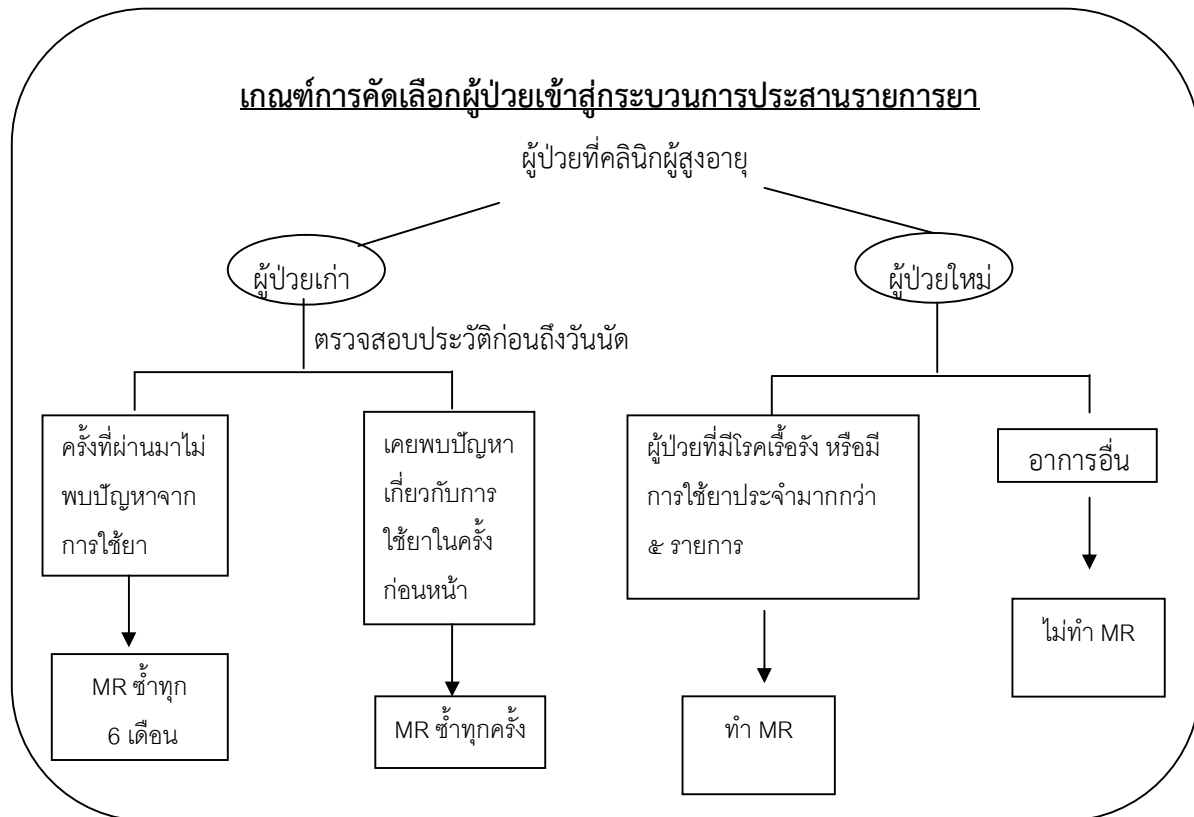 เกณฑ์การคัดเลือกผู้ป่วยเข้าสู่กระบวนการประสานรายการยา
ผู้ป่วยที่คลินิกผู้สูงอายุ
ผู้ป่วยเก่า
ผู้ป่วยใหม่
ตรวจสอบประวัติก่อนถึงวันนัด
ครั้งที่ผ่านมาไม่
พบปัญหาจาก
การใช้ยา
เคยพบปัญหา
เกี่ยวกับการ
ใช้ยาในครั้ง
ก่อนหน้า
ผู้ป่วยที่มีโรคเรื้อรัง หรือมี
การใช้ยาประจำมากกว่า
๕ รายการ
อาการอื่น
MR ซ้ำทุก
6 เดือน
MR ซ้ำทุกครั้ง
ทำ MR
ไม่ทำ MR